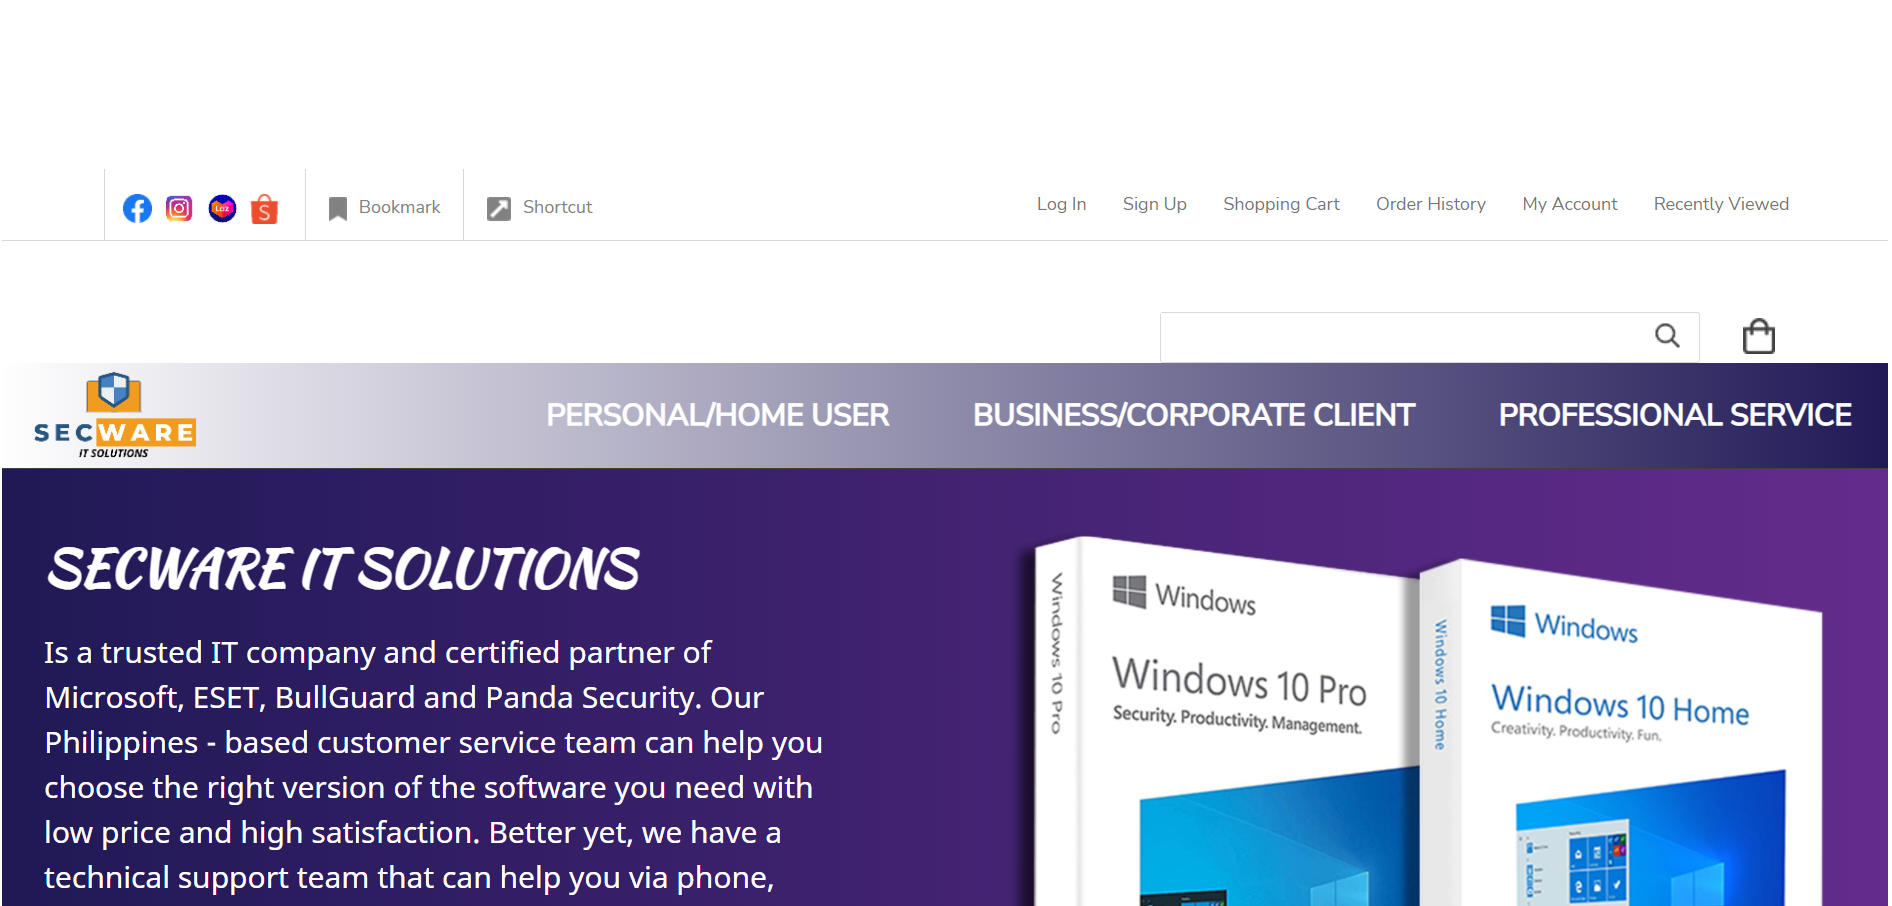 Laz
S
Bookmark
Shortcut
Log In
Sign Up
Shopping Cart
Order History
My Account
Recently Viewed
SECWARE
IT SOLUTIONS
PERSONAL/HOME USER
BUSINESS/CORPORATE CLIENT
PROFESSIONAL SERVICE
SECWARE IT SOLUTIONS
Is a trusted IT company and certified partner of
Microsoft, ESET, BullGuard and Panda Security. Our
Philippines - based customer service team can help you
choose the right version of the software you need with
low price and high satisfaction. Better yet, we have a
technical support team that can help you via phone,
Windows 10 Pro
Windows
Windows 10 Pro
Security. Productivity. Management.
Windows 10 Home
Windows
Windows 10 Home
Creativity. Productivity. Fun.